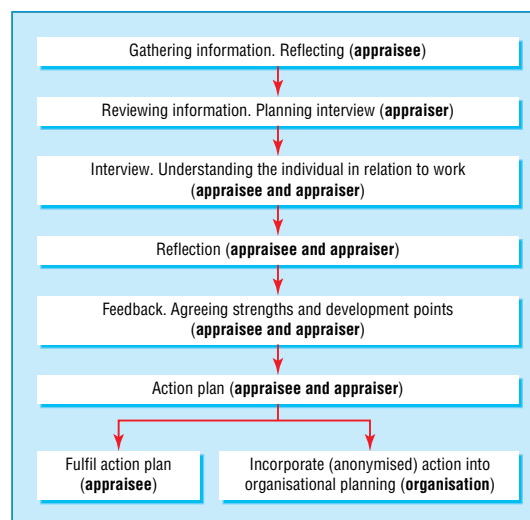 Gathering information. Reflecting (appraisee)
Reviewing information. Planning interview (appraiser)
Interview. Understanding the individual in relation to work
(appraisee and appraiser)
Reflection (appraisee and appraiser)
Feedback. Agreeing strengths and development points
(appraisee and appraiser)
Action plan (appraisee and appraiser)
Fulfil action plan
(appraisee)
Incorporate (anonymised) action into
organisational planning (organisation)